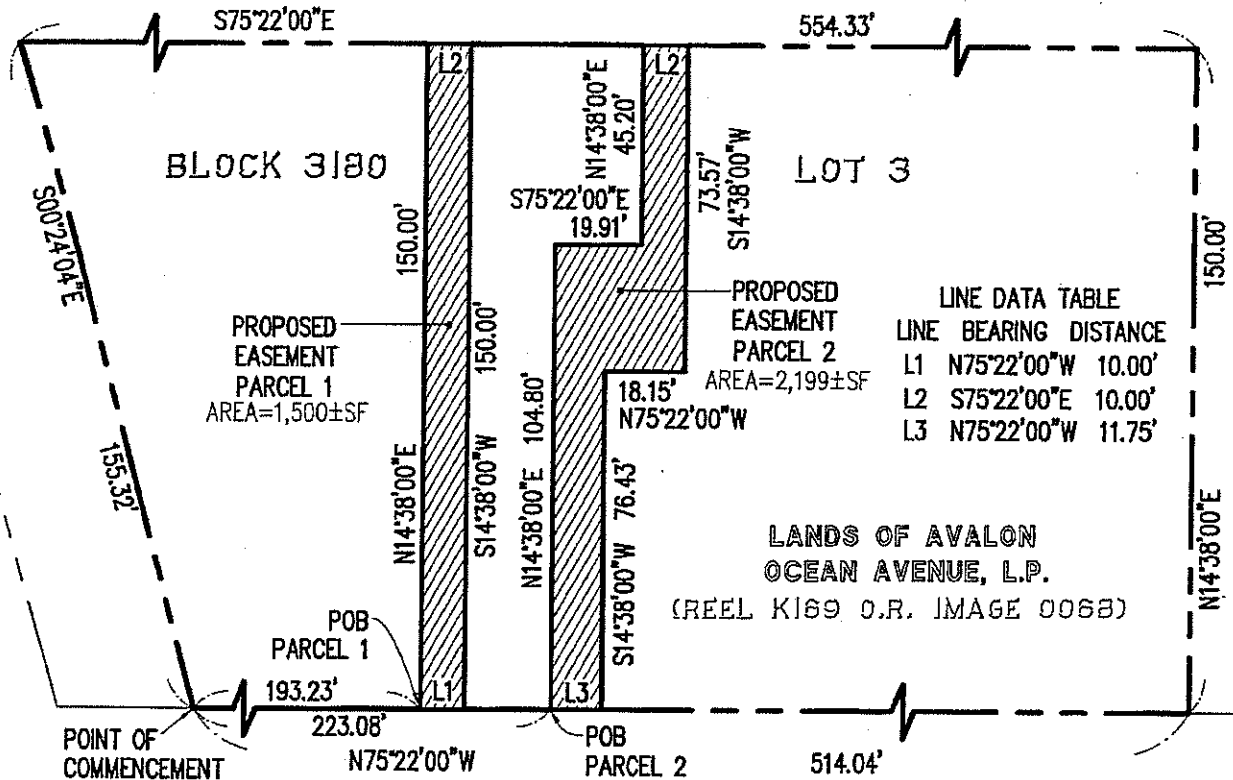 S75°22'00"E
554.33'
L2
L2
N14°38'00"E
45.20'
BLOCK 3180
LOT 3
73.57'
S14°38'00"W
S75°22'00"E
19.91'
S00°24'04"E
155.32'
150.00'
150.00'
150.00'
PROPOSED
EASEMENT
PARCEL 1
AREA=1,500±SF
PROPOSED
EASEMENT
PARCEL 2
AREA=2,199±SF
LINE DATA TABLE
LINE BEARING DISTANCE
L1 N75°22'00"W 10.00'
L2 S75°22'00"E 10.00'
L3 N75°22'00"W 11.75'
18.15'
N75°22'00"W
N14°38'00"E
S14°38'00"W
N14°38'00"E 104.80'
S14°38'00"W 76.43'
N14°38'00"E
LANDS OF AVALON
OCEAN AVENUE, L.P.
(REEL K169 O.R. IMAGE 0068)
POB
PARCEL 1
193.23'
L1
L3
223.08'
POINT OF
COMMENCEMENT
N75°22'00"W
POB
PARCEL 2
514.04'